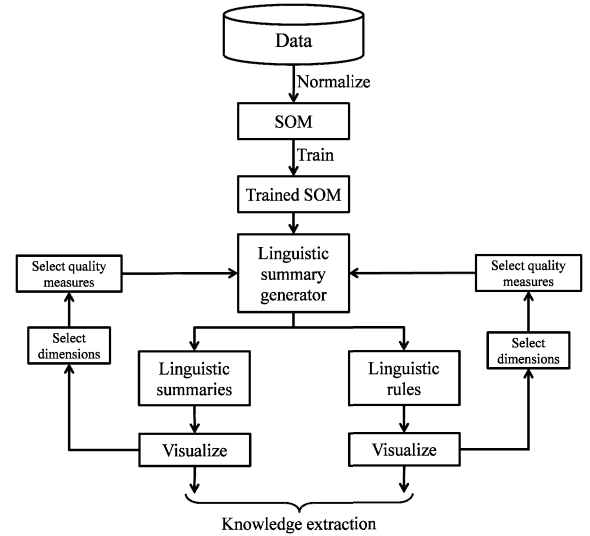 Data
Normalize
SOM
Train
Trained SOM
Linguistic
summary
generator
Select quality
measures
Select quality
measures
Select
dimensions
Select
dimensions
Linguistic
summaries
Linguistic
rules
Visualize
Visualize
Knowledge extraction